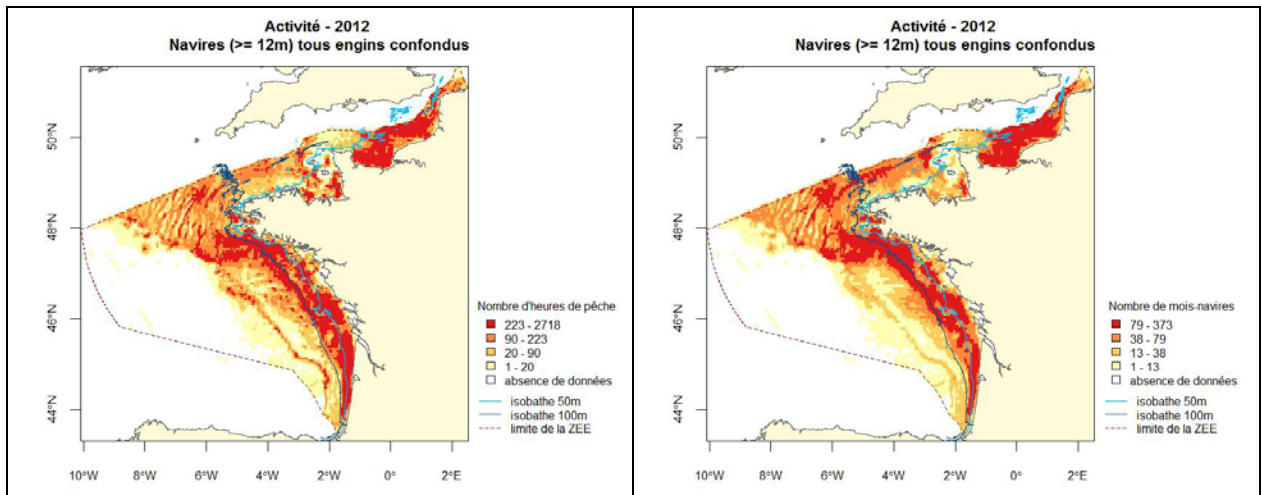 Activité - 2012
Navires (>= 12m) tous engins confondus
50°N
48°N
46°N
44°N
10°W 8°W 6°W 4°W 2°W 0° 2°E
Nombre d'heures de pêche
223 - 2718
90 - 223
20 - 90
1 - 20
absence de données
isobathe 50m
isobathe 100m
limite de la ZEE
Activité - 2012
Navires (>= 12m) tous engins confondus
50°N
48°N
46°N
44°N
10°W 8°W 6°W 4°W 2°W 0° 2°E
Nombre de mois-navires
79 - 373
38 - 79
13 - 38
1 - 13
absence de données
isobathe 50m
isobathe 100m
limite de la ZEE